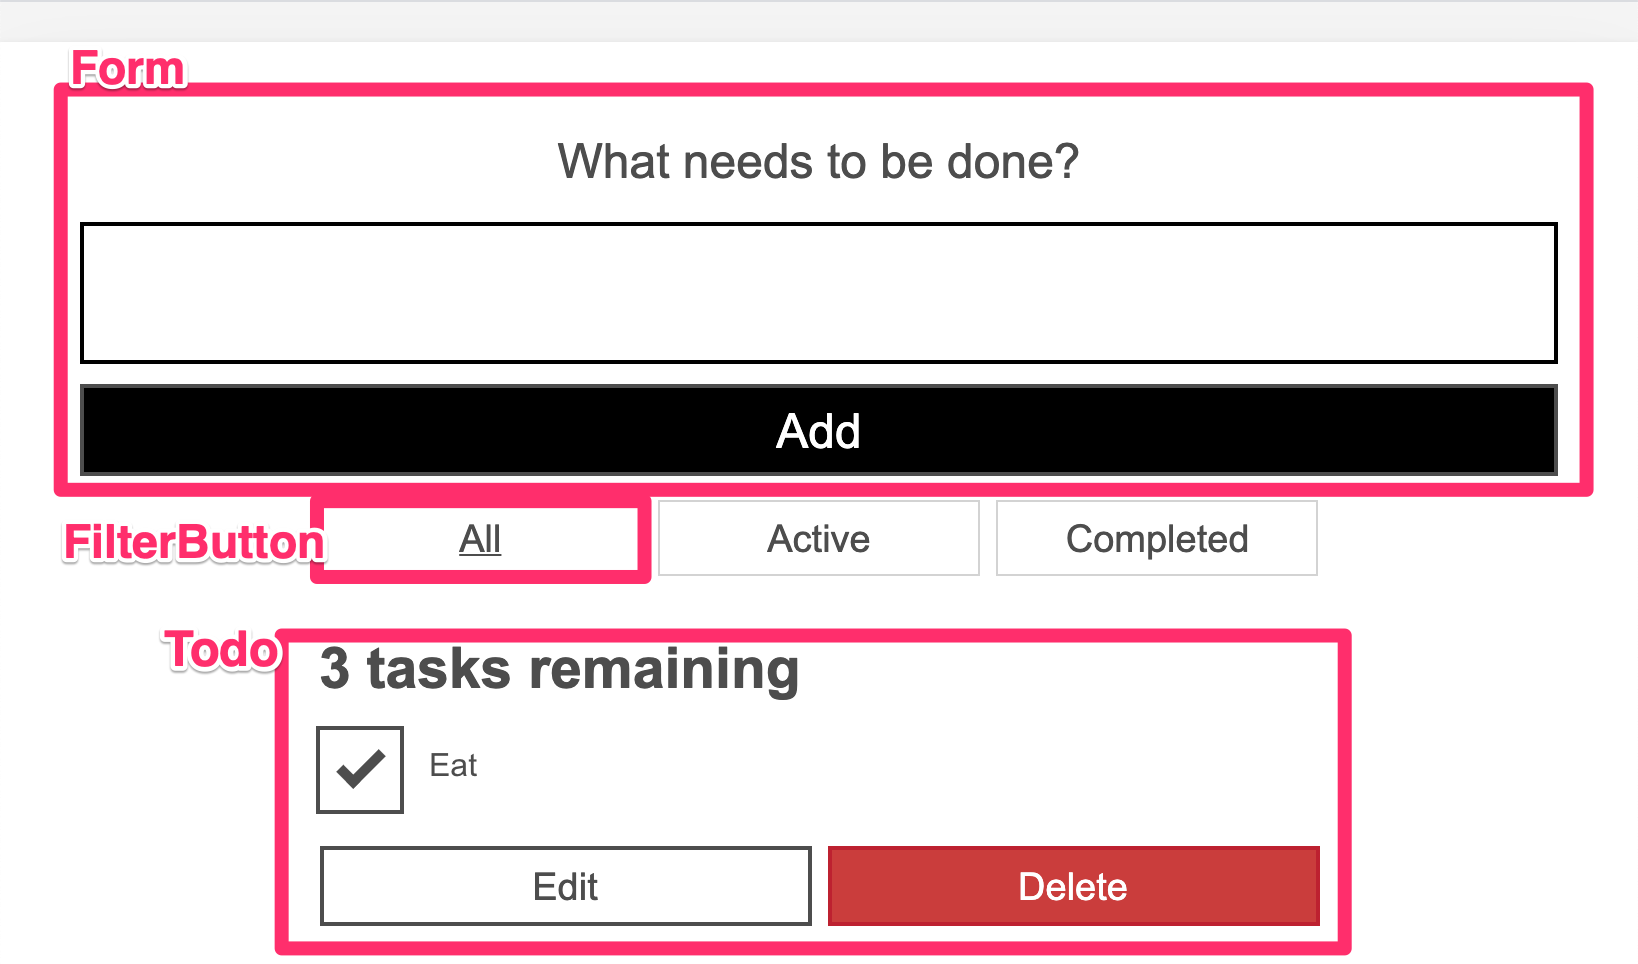 Form
What needs to be done?
Add
FilterButton
All
Active
Completed
Todo
3 tasks remaining
Eat
Edit
Delete